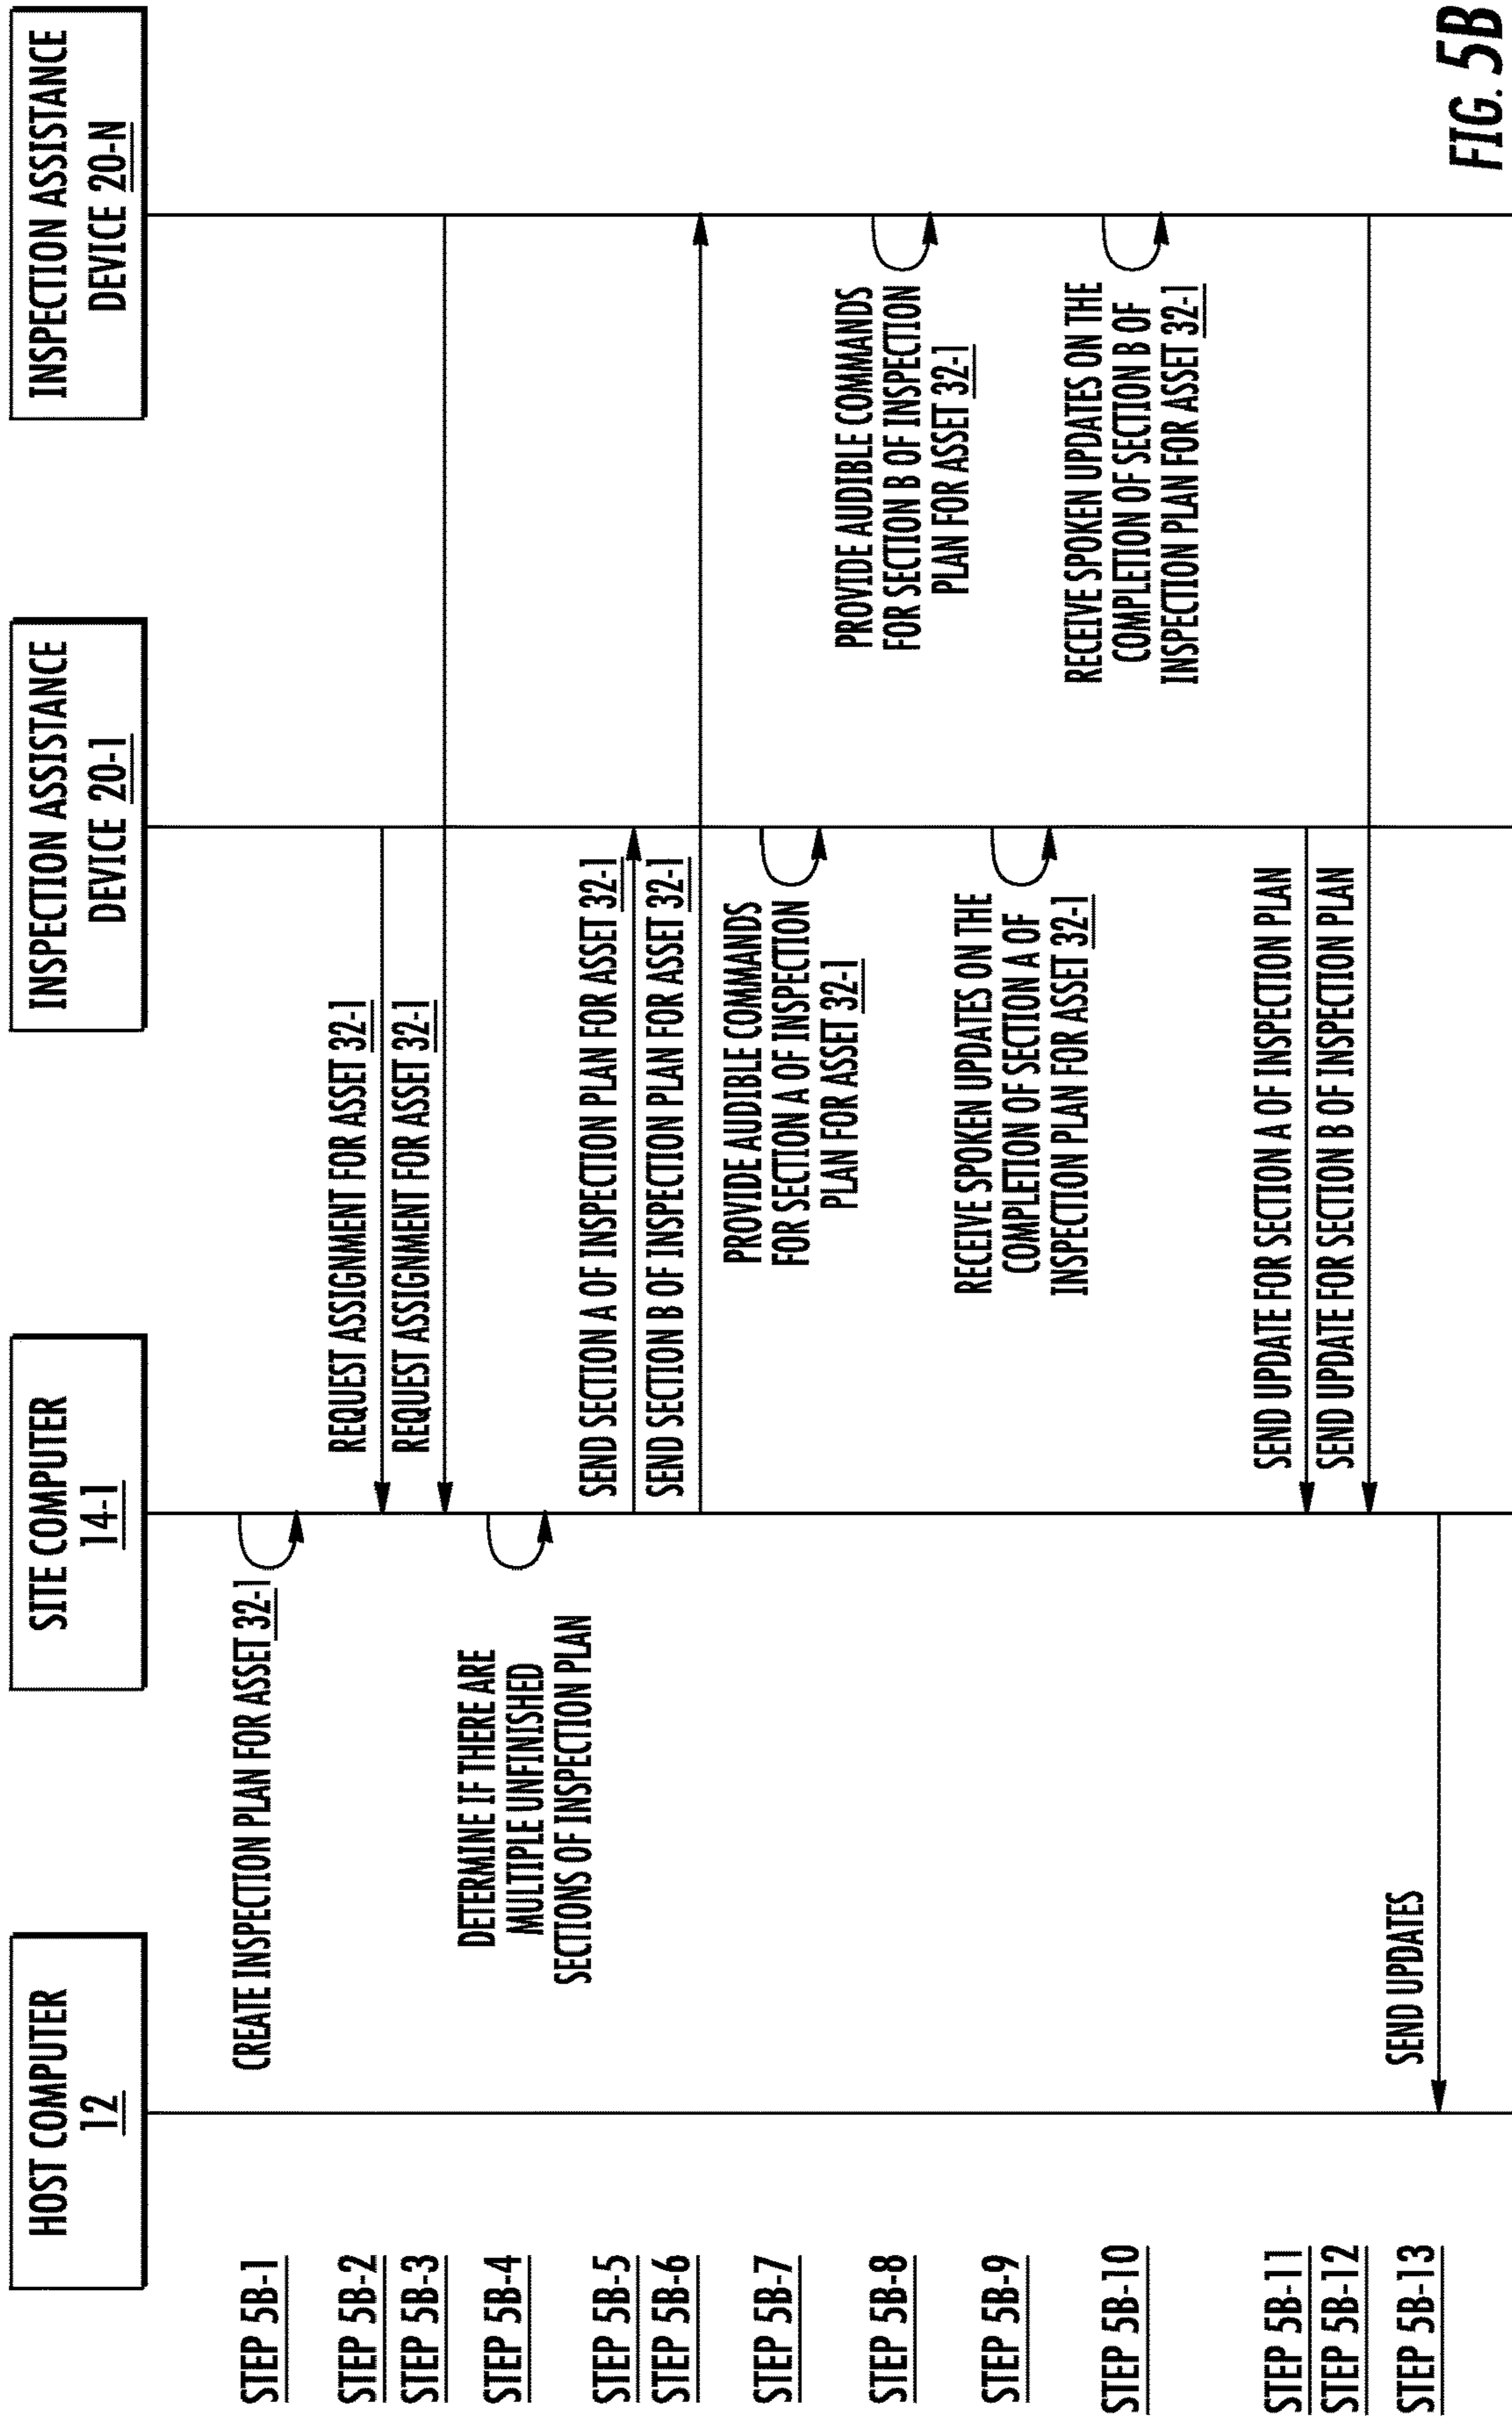 HOST COMPUTER
12
SITE COMPUTER
14-1
INSPECTION ASSISTANCE
DEVICE 20-1
INSPECTION ASSISTANCE
DEVICE 20-N
STEP 5B-1
CREATE INSPECTION PLAN FOR ASSET 32-1
STEP 5B-2
REQUEST ASSIGNMENT FOR ASSET 32-1
STEP 5B-3
REQUEST ASSIGNMENT FOR ASSET 32-1
STEP 5B-4
DETERMINE IF THERE ARE
MULTIPLE UNFINISHED
SECTIONS OF INSPECTION PLAN
STEP 5B-5
SEND SECTION A OF INSPECTION PLAN FOR ASSET 32-1
STEP 5B-6
SEND SECTION B OF INSPECTION PLAN FOR ASSET 32-1
STEP 5B-7
PROVIDE AUDIBLE COMMANDS
FOR SECTION A OF INSPECTION
PLAN FOR ASSET 32-1
STEP 5B-8
PROVIDE AUDIBLE COMMANDS
FOR SECTION B OF INSPECTION
PLAN FOR ASSET 32-1
STEP 5B-9
RECEIVE SPOKEN UPDATES ON THE
COMPLETION OF SECTION A OF
INSPECTION PLAN FOR ASSET 32-1
STEP 5B-10
RECEIVE SPOKEN UPDATES ON THE
COMPLETION OF SECTION B OF
INSPECTION PLAN FOR ASSET 32-1
STEP 5B-11
SEND UPDATE FOR SECTION A OF INSPECTION PLAN
STEP 5B-12
SEND UPDATE FOR SECTION B OF INSPECTION PLAN
STEP 5B-13
SEND UPDATES
FIG. 5B